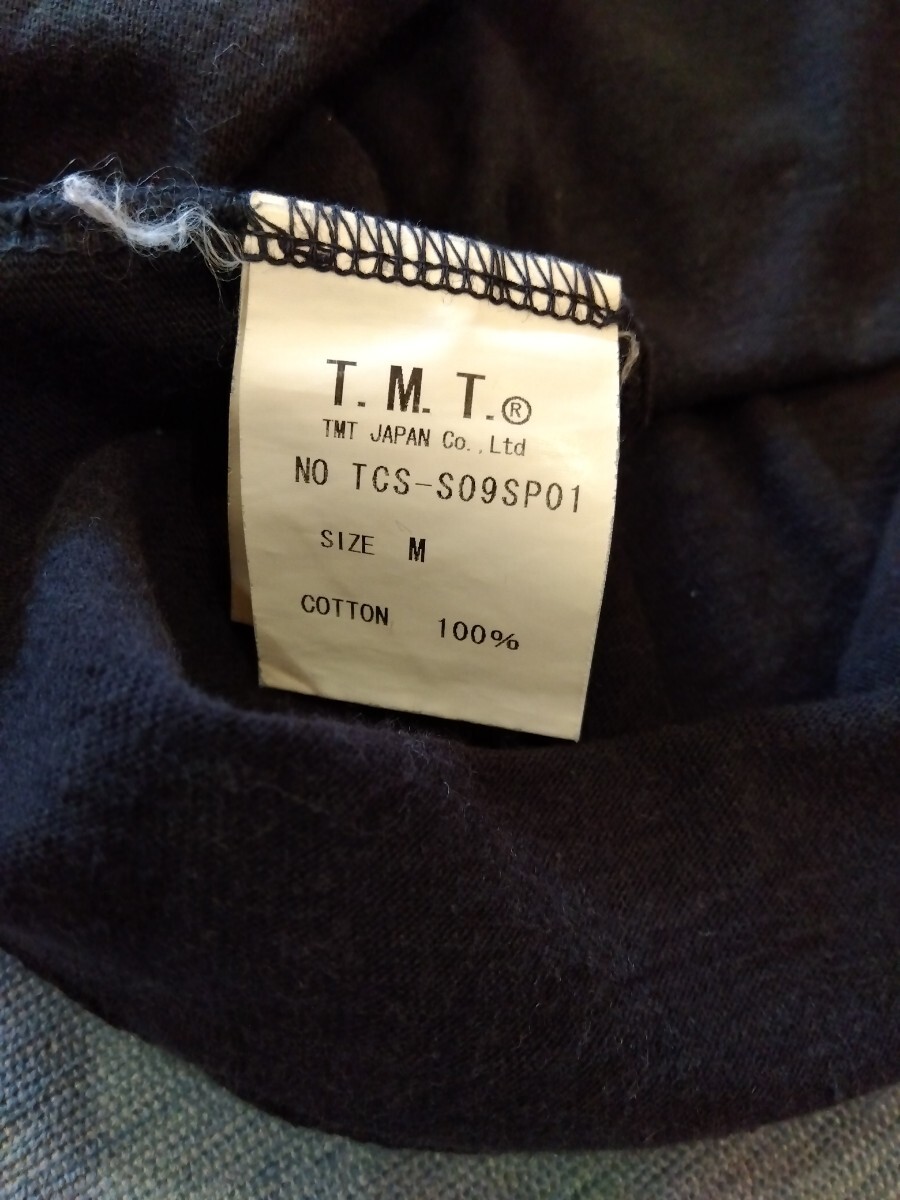 T.M.T.®
TMT JAPAN Co.,Ltd
NO TCS-S09SP01
SIZE M
COTTON 100%